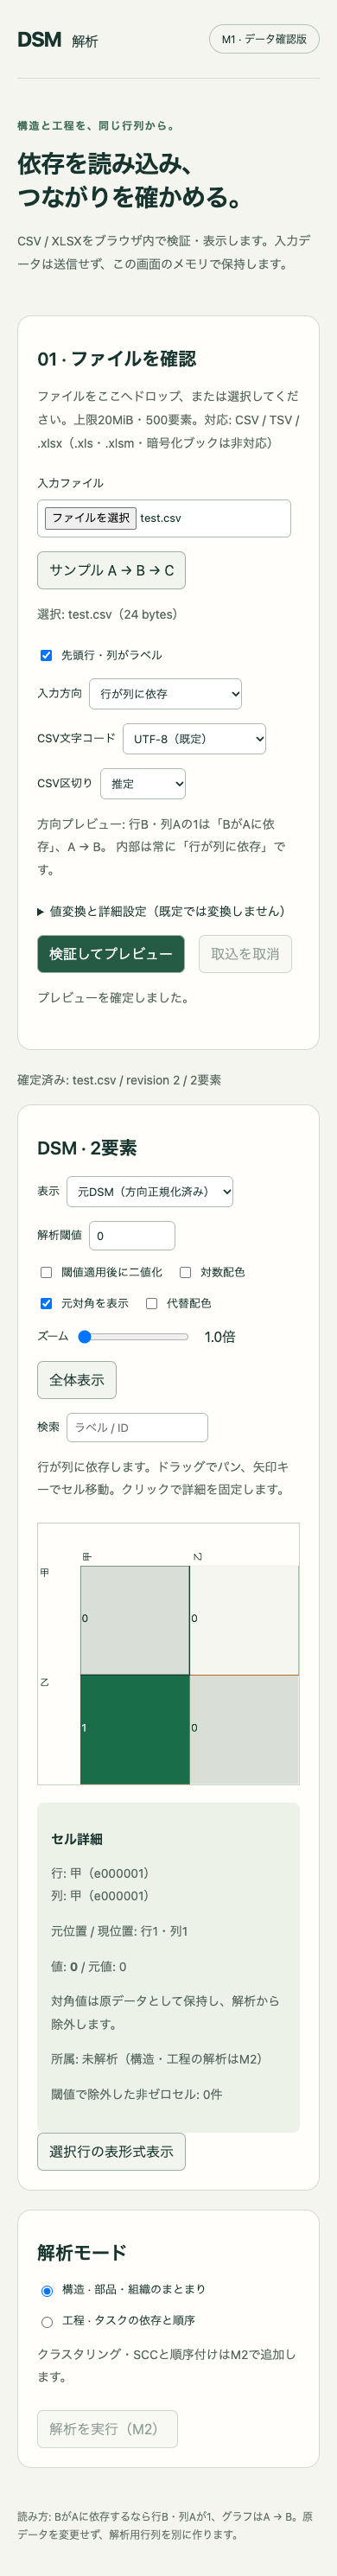 DSM 解析
M1・データ確認版
構造と工程を、同じ行列から。
依存を読み込み、
つながりを確かめる。
CSV / XLSXをブラウザ内で検証・表示します。入力デ
ータは送信せず、この画面のメモリで保持します。
01・ファイルを確認
ファイルをここへドロップ、または選択してくだ
さい。上限20MiB・500要素。対応: CSV / TSV /
.xlsx（.xls・.xlsm・暗号化ブックは非対応）
入力ファイル
ファイルを選択 test.csv
サンプル A → B → C
選択: test.csv（24 bytes）
先頭行・列がラベル
入力方向 行が列に依存
CSV文字コード UTF-8（既定）
CSV区切り 推定
方向プレビュー: 行B・列Aの1は「BがAに依
存」、A → B。 内部は常に「行が列に依存」で
す。
値変換と詳細設定（既定では変換しません）
検証してプレビュー 取込を取消
プレビューを確定しました。
確定済み: test.csv / revision 2 / 2要素
DSM・2要素
表示 元DSM（方向正規化済み）
解析閾値 0
閾値適用後に二値化 対数配色
元対角を表示 代替配色
ズーム 1.0倍
全体表示
検索 ラベル / ID
行が列に依存します。ドラッグでパン、矢印キ
ーでセル移動。クリックで詳細を固定します。
甲 乙
甲 0 0
乙 1 0
セル詳細
行: 甲（e000001）
列: 甲（e000001）
元位置 / 現位置: 行1・列1
値: 0 / 元値: 0
対角値は原データとして保持し、解析から
除外します。
所属: 未解析（構造・工程の解析はM2）
閾値で除外した非ゼロセル: 0件
選択行の表形式表示
解析モード
構造・部品・組織のまとまり
工程・タスクの依存と順序
クラスタリング・SCCと順序付けはM2で追加し
ます。
解析を実行（M2）
読み方: BがAに依存するなら行B・列Aが1、グラフはA → B。原
データを変更せず、解析用行列を別に作ります。